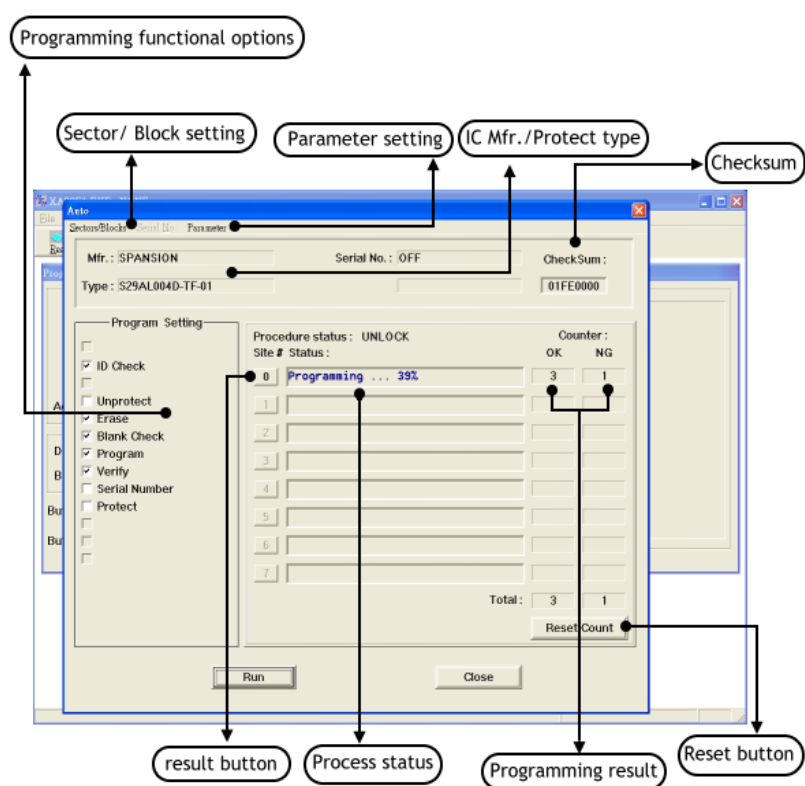 Programming functional options
Sector/ Block setting
Parameter setting
IC Mfr./Protect type
Checksum
Auto
Sectors/Blocks Serial No Parameter
Mfr.: SPANSION Serial No.: OFF CheckSum:
Type: S29AL004D-TF-01 01FE0000
Program Setting
ID Check
Unprotect
Erase
Blank Check
Program
Verify
Serial Number
Protect
Procedure status: UNLOCK Counter:
Site # Status: OK NG
0 Programming ... 39% 3 1
1
2
3
4
5
6
7
Total: 3 1
Reset Count
Run Close
result button
Process status
Programming result
Reset button